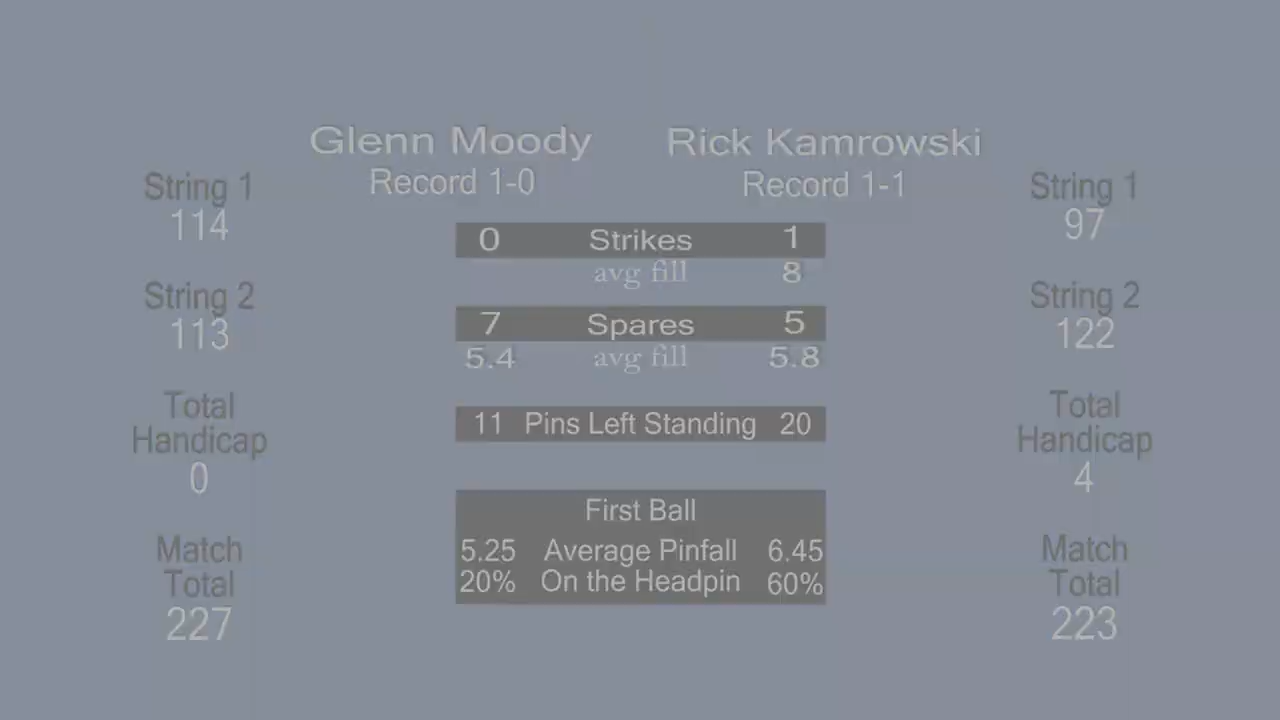 Glenn Moody Rick Kamrowski
Record 1-0 Record 1-1
String 1 String 1
114 97
0 Strikes 1
avg fill 8
String 2 String 2
113 122
7 Spares 5
5.4 avg fill 5.8
Total Total
Handicap Handicap
0 4
11 Pins Left Standing 20
First Ball
5.25 Average Pinfall 6.45
20% On the Headpin 60%
Match Match
Total Total
227 223